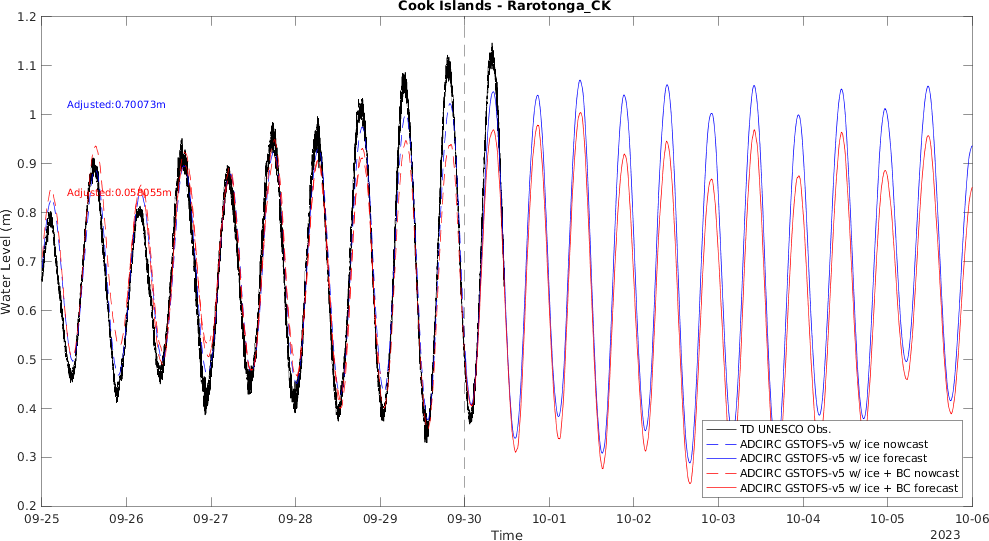 Cook Islands - Rarotonga_CK
Water Level (m)
1.2
1.1
1
0.9
0.8
0.7
0.6
0.5
0.4
0.3
0.2
Adjusted:0.70073m
TD UNESCO Obs.
ADCIRC GSTOFS-v5 w/ ice nowcast
ADCIRC GSTOFS-v5 w/ ice forecast
ADCIRC GSTOFS-v5 w/ ice + BC nowcast
ADCIRC GSTOFS-v5 w/ ice + BC forecast
09-25 09-26 09-27 09-28 09-29 09-30 10-01 10-02 10-03 10-04 10-05 10-06
Time
2023